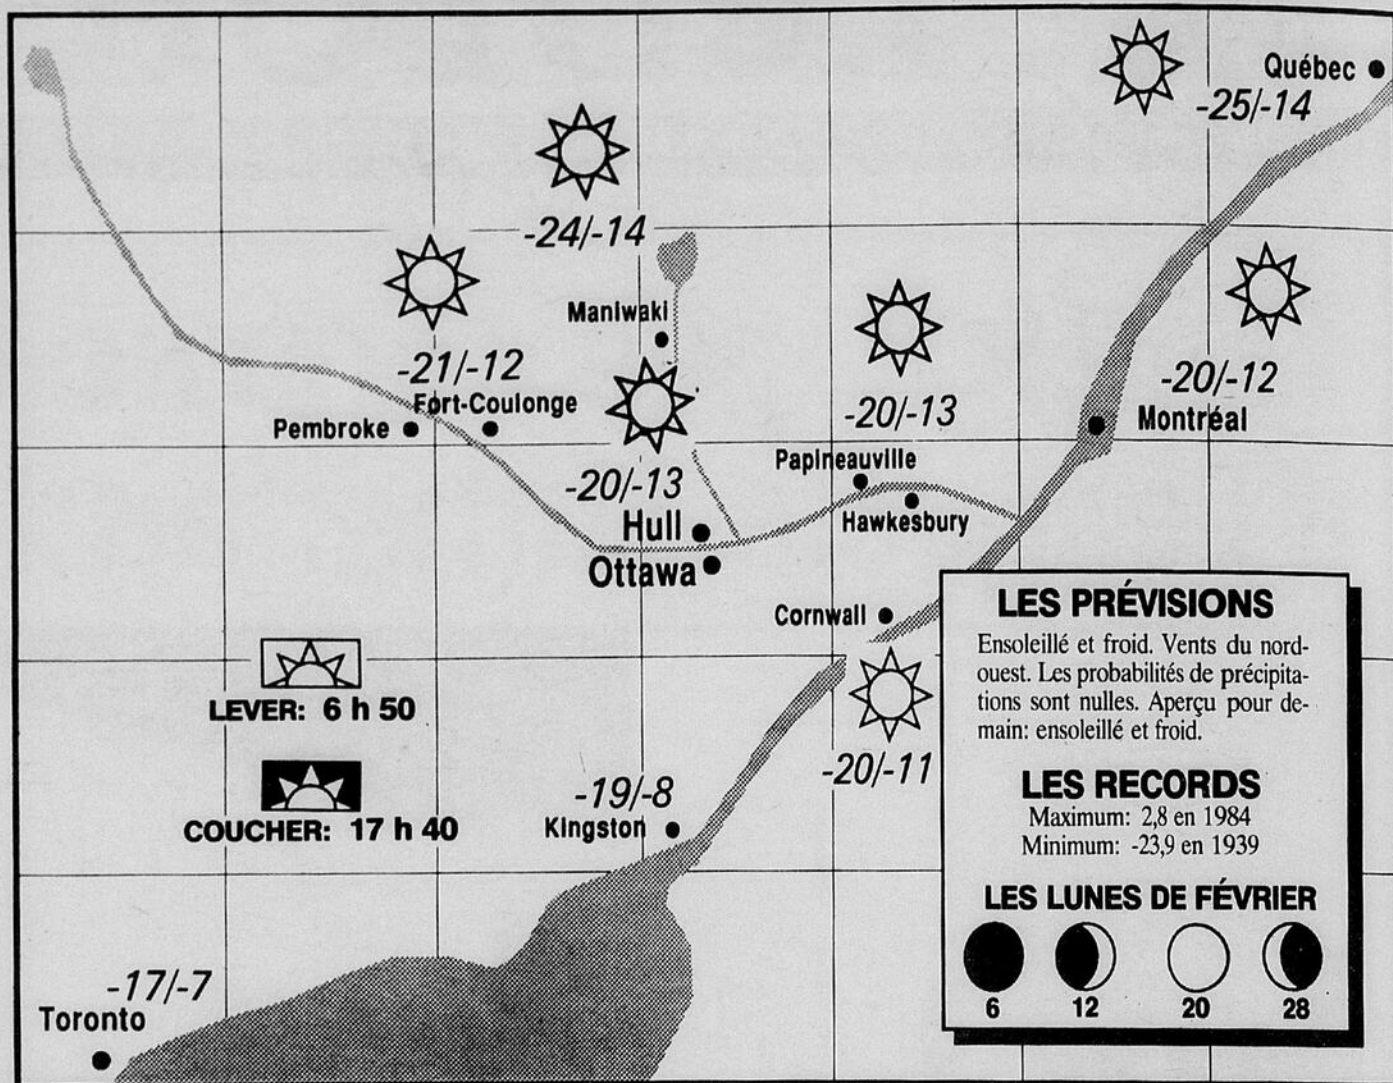 Québec
-25/-14
-24/-14
Maniwaki
-21/-12
Fort-Coulonge
Pembroke
-20/-12
Montréal
-20/-13
Papineauville
Hawkesbury
-20/-13
Hull
Ottawa
Cornwall
-20/-11
LEVER: 6 h 50
COUCHER: 17 h 40
-19/-8
Kingston
-17/-7
Toronto
LES PRÉVISIONS
Ensoleillé et froid. Vents du nord-
ouest. Les probabilités de précipita-
tions sont nulles. Aperçu pour de-
main: ensoleillé et froid.
LES RECORDS
Maximum: 2,8 en 1984
Minimum: -23,9 en 1939
LES LUNES DE FÉVRIER
6 12 20 28